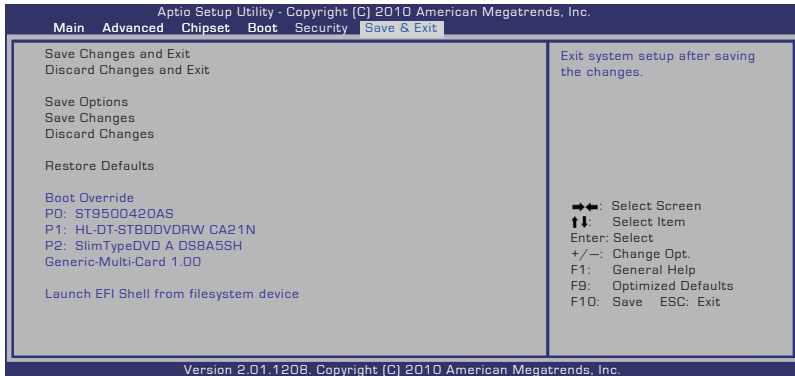 Aptio Setup Utility - Copyright (C) 2010 American Megatrends, Inc.
Main Advanced Chipset Boot Security Save & Exit
Save Changes and Exit
Discard Changes and Exit
Save Options
Save Changes
Discard Changes
Restore Defaults
Boot Override
P0: ST9500420AS
P1: HL-DT-STBDDVDRW CA21N
P2: SlimTypeDVD A DS8A5SH
Generic-Multi-Card 1.00
Launch EFI Shell from filesystem device
Exit system setup after saving
the changes.
➡⬅: Select Screen
⬆⬇: Select Item
Enter: Select
+/—: Change Opt.
F1: General Help
F9: Optimized Defaults
F10: Save ESC: Exit
Version 2.01.1208. Copyright (C) 2010 American Megatrends, Inc.